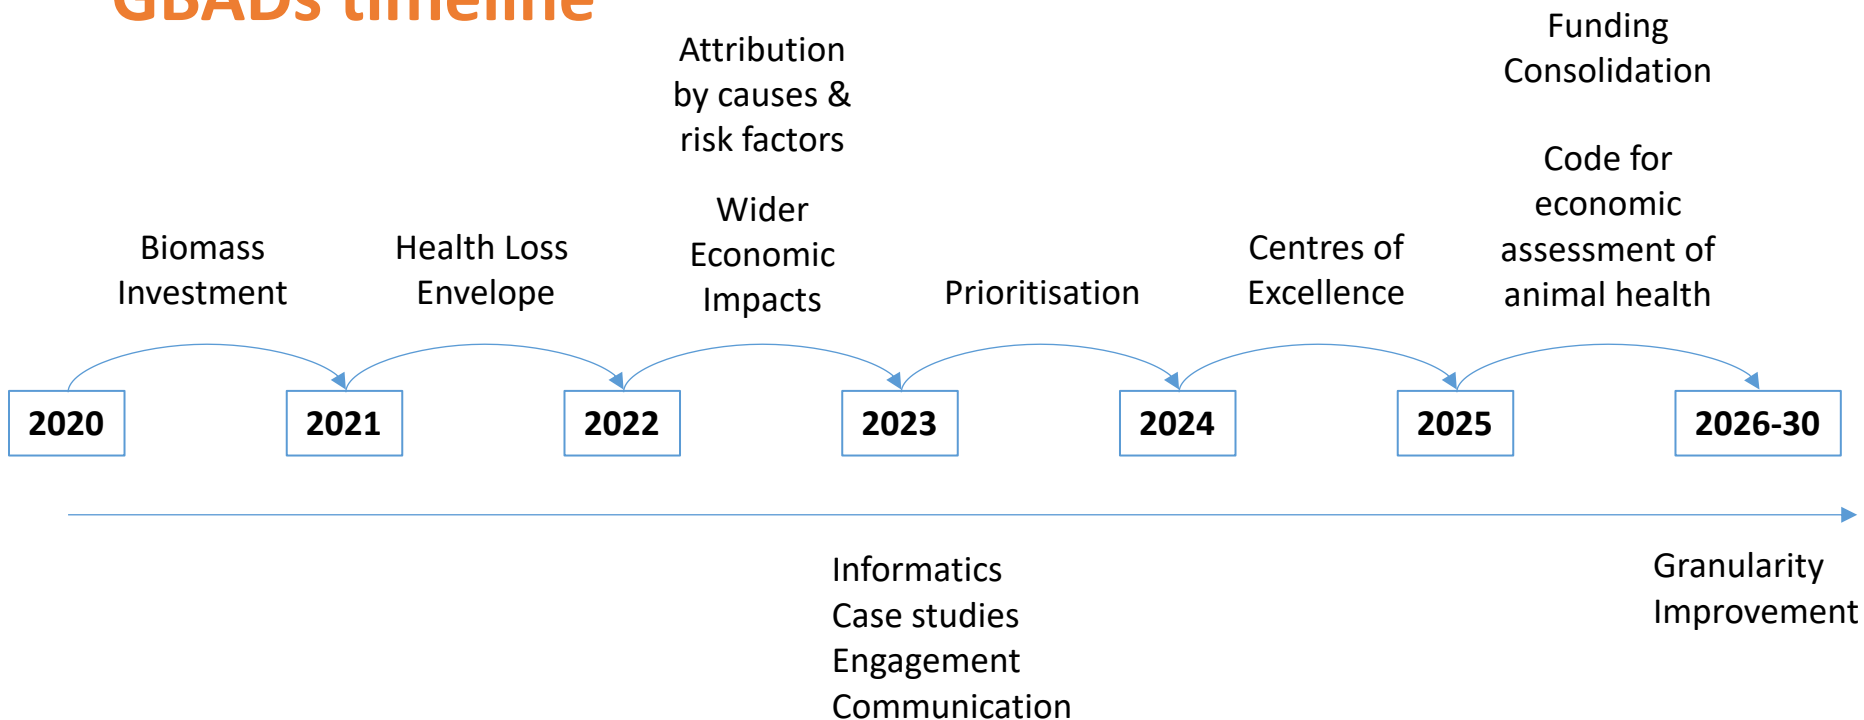 GBADs timeline
Attribution
by causes &
risk factors
Funding
Consolidation
Biomass
Investment
Health Loss
Envelope
Wider
Economic
Impacts
Prioritisation
Centres of
Excellence
Code for
economic
assessment of
animal health
2020
2021
2022
2023
2024
2025
2026-30
Informatics
Case studies
Engagement
Communication
Granularity
Improvement